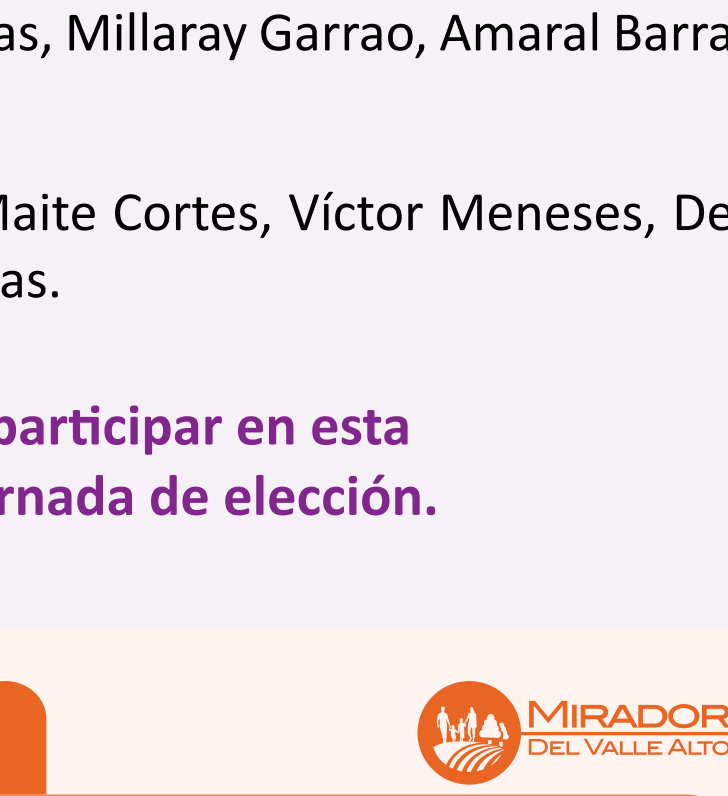 as, Millaray Garrao, Amaral Barra
Maite Cortes, Víctor Meneses, De
as.
participar en esta
rnada de elección.
MIRADOR
DEL VALLE ALTO